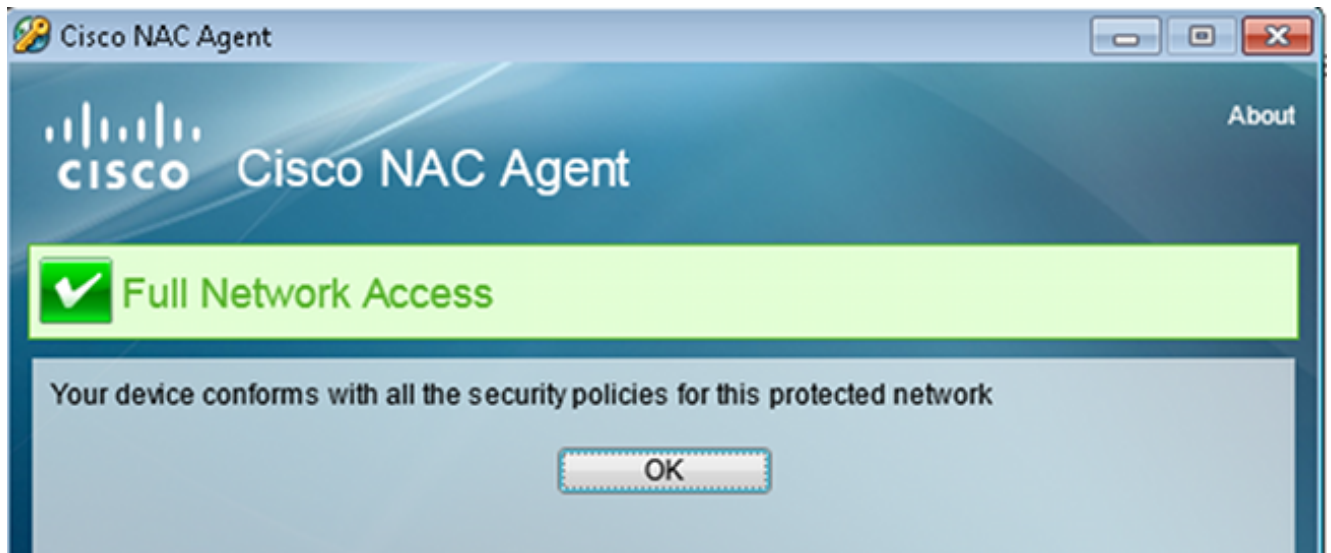 Cisco NAC Agent
About
CISCO Cisco NAC Agent
Full Network Access
Your device conforms with all the security policies for this protected network
OK